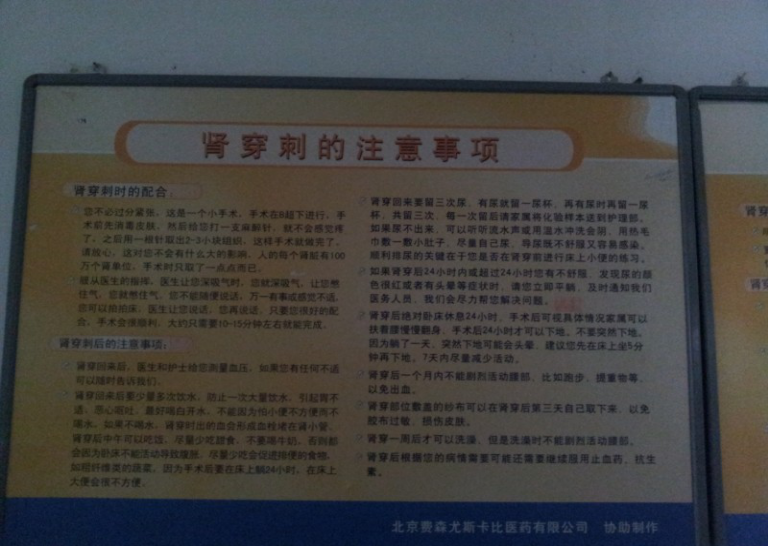 肾穿刺的注意事项
肾穿刺时的配合：
您不必过分紧张，这是一个小手术，手术在B超下进行，手
术前先消毒皮肤，然后给您打一支麻解针，就不会感觉疼
了，之后用一根针取出2-3小块组织，这样手术就做完了，
请放心，这对您不会有什么大的影响，人的每个肾脏有100
万个肾单位，手术时只取了一点点而已。
服从医生的指挥，医生让您深吸气时，您就深吸气，让您憋
住气，您就憋住气，您不能随便说话，万一有事或感觉不适，
您可以拍拍床，医生让您说话，您再说话，只要您很好的配
合，手术会很顺利，大约只需要10-15分钟左右就能完成。
肾穿刺后的注意事项：
肾穿回来后，医生和护士给您测量血压，如果您有任何不适
可以随时告诉我们。
肾穿回来后要少量多次饮水，防止一次大量饮水，引起胃不
适，恶心呕吐，最好喝白开水，不能因为怕小便不方便而不
喝水。如果不喝水，肾穿时出的血会形成血栓堵在肾小管。
肾穿后中午可以吃饭，尽量少吃甜食，不要喝牛奶，否则都
会因为卧床不能活动导致腹胀，尽量少吃会促进排便的食物，
如粗纤维类的蔬菜，因为手术后要在床上躺24小时，在床上
大便会很不方便。
肾穿回来要留三次尿，有尿就留一尿杯，再有尿时再留一尿
杯，共留三次，每一次留后请家属将化验样本送到护理部。
如果尿不出来，可以听听流水声或用温水冲洗会阴，用热毛
巾敷一敷小肚子，尽量自己尿，导尿既不舒服又容易感染。
顺利排尿的关键在于您是否在肾穿前进行床上小便的练习。
如果肾穿后24小时内或超过24小时您有不舒服，发现尿的颜
色很红或者有头晕等症状时，请您立即平躺，及时通知我们
医务人员，我们会尽力帮您解决问题。
肾穿后绝对卧床休息24小时，手术后可视具体情况家属可以
扶着腰慢慢翻身，手术后24小时才可以下地。不要突然下地。
因为躺了一天，突然下地可能会头晕，建议您先在床上坐5分
钟再下地。7天内尽量减少活动。
肾穿后一个月内不能剧烈活动腰部，比如跑步、提重物等，
以免出血。
肾穿部位敷盖的纱布可以在肾穿后第三天自己取下来，以免
胶布过敏，损伤皮肤。
肾穿一周后才可以洗澡，但是洗澡时不能剧烈活动腰部。
肾穿后根据您的病情需要可能还需要继续服用止血药、抗生
素。
北京费森尤斯卡比医药有限公司 协助制作